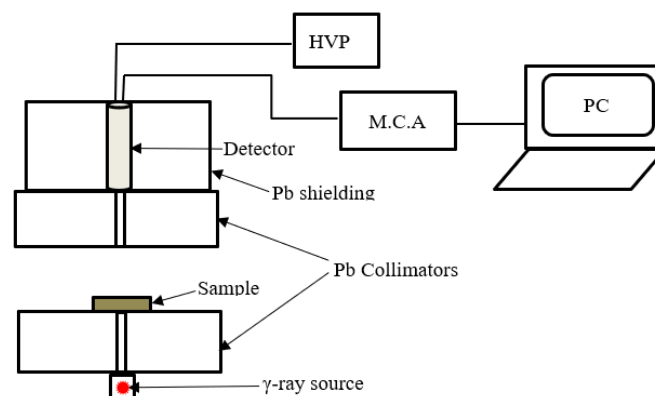 HVP
PC
M.C.A
Detector
Pb shielding
Pb Collimators
Sample
γ-ray source